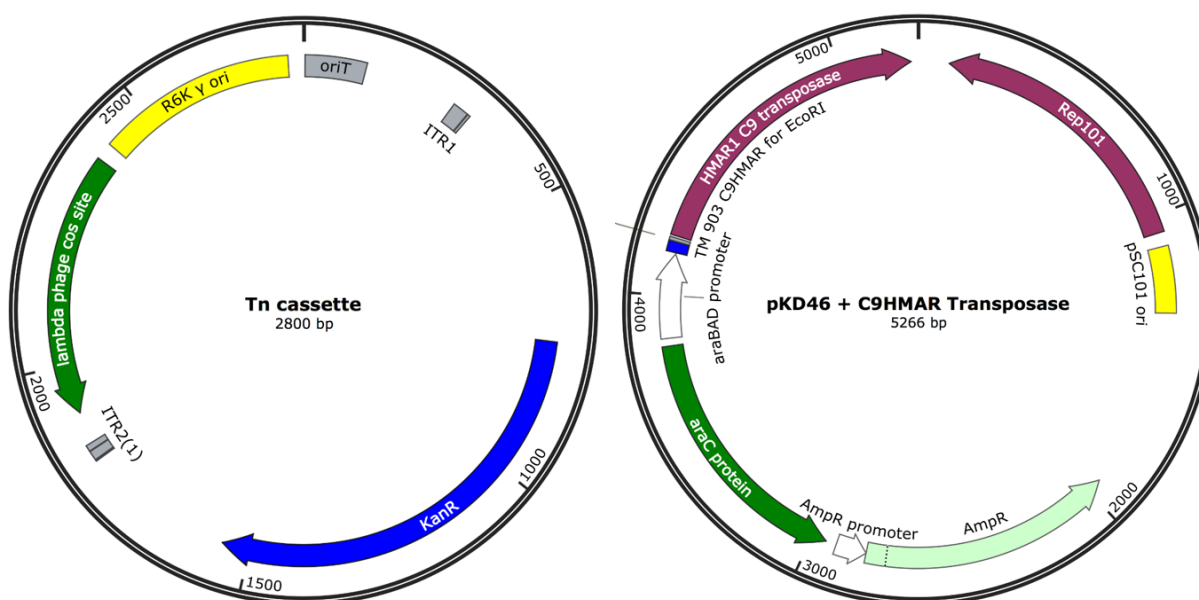 oriT
R6K γ ori
2500
ITR1
500
lambda phage cos site
Tn cassette
2800 bp
2000
ITR2(1)
KanR
1000
1500
5000
HMAR1 C9 transposase
TM 903 C9HMAR for EcoRI
Rep101
1000
pSC101 ori
araBAD promoter
4000
pKD46 + C9HMAR Transposase
5266 bp
araC protein
AmpR promoter
AmpR
2000
3000